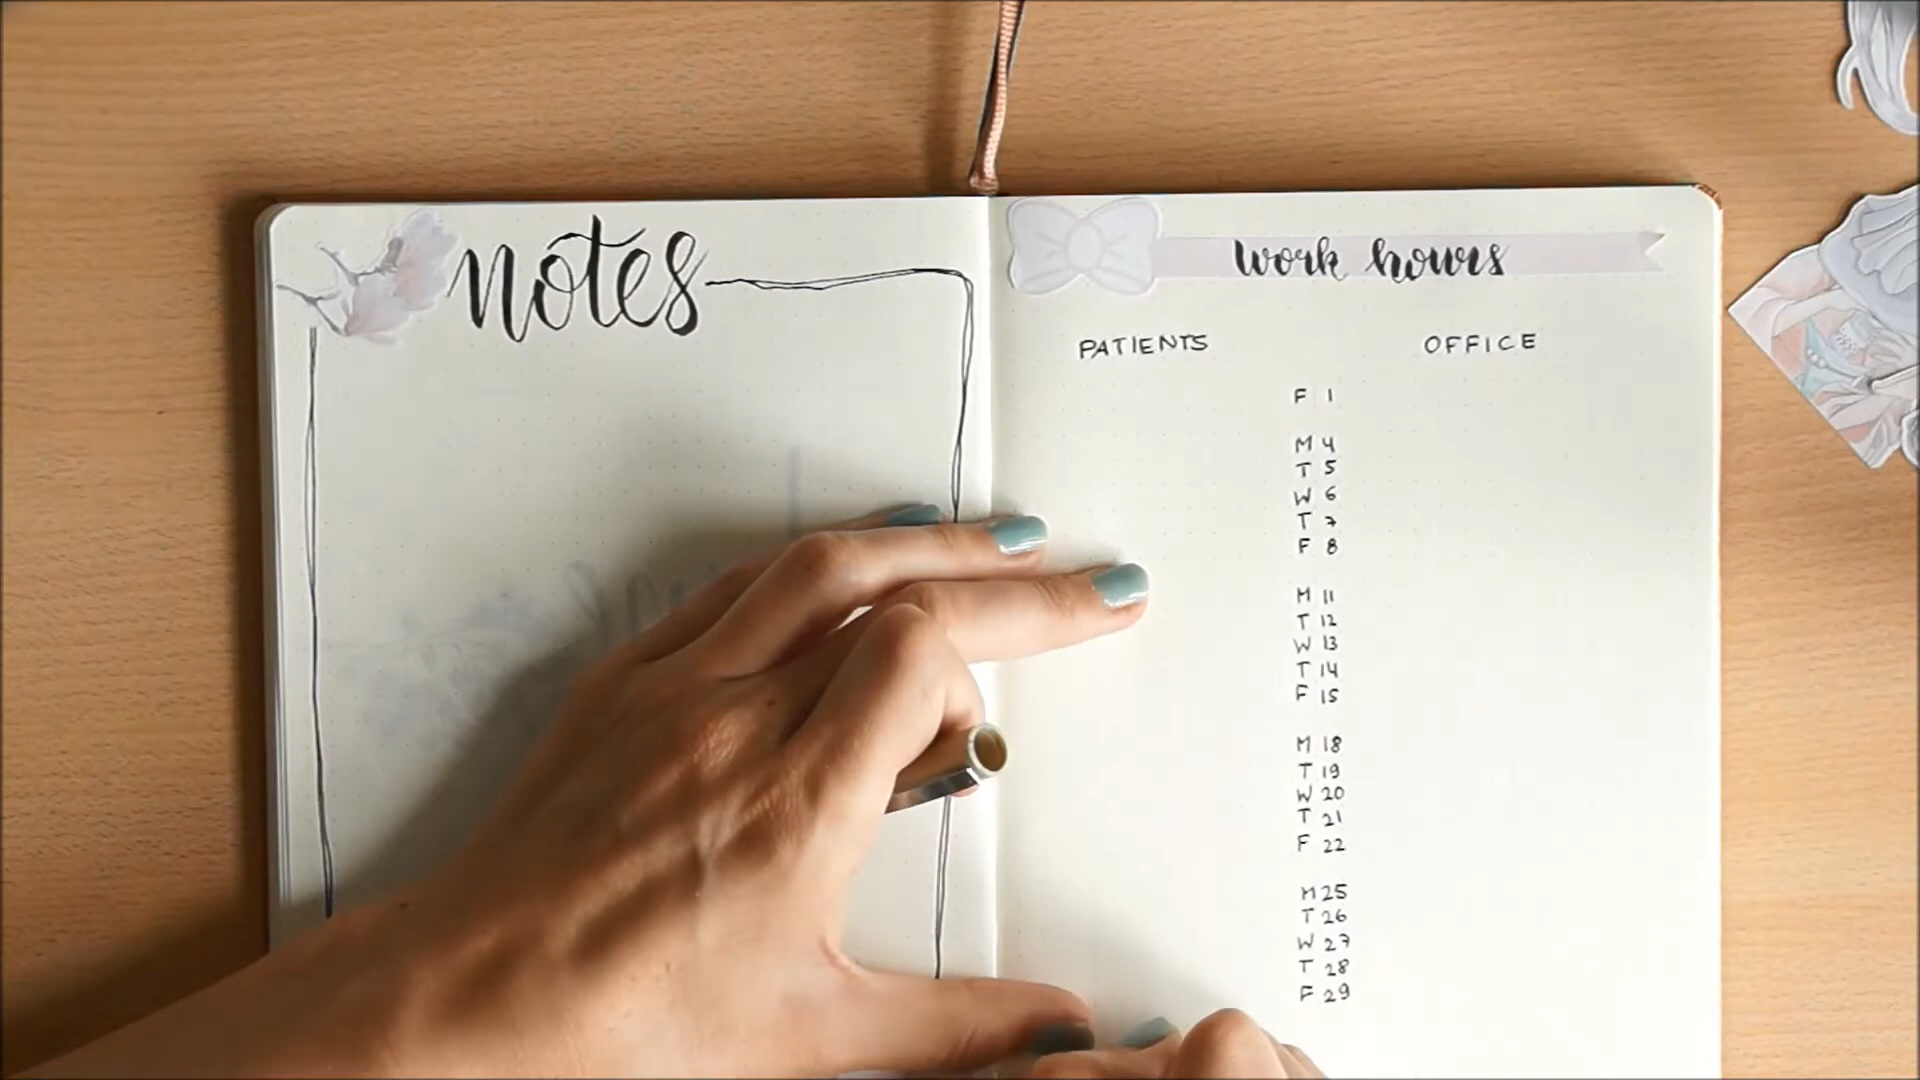 notes
work hours
PATIENTS OFFICE
F 1
M 4
T 5
W 6
T 7
F 8
M 11
T 12
W 13
T 14
F 15
M 18
T 19
W 20
T 21
F 22
M 25
T 26
W 27
T 28
F 29